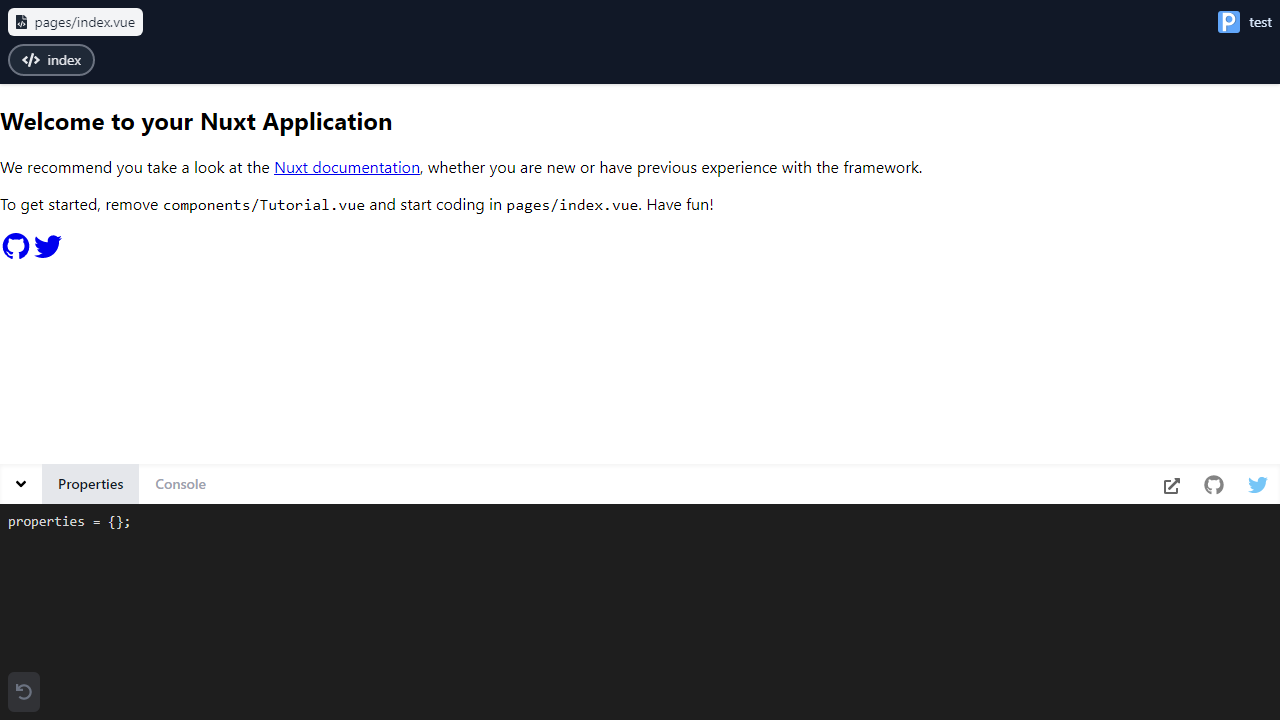 pages/index.vue
P test
index
Welcome to your Nuxt Application
We recommend you take a look at the Nuxt documentation, whether you are new or have previous experience with the framework.
To get started, remove components/Tutorial.vue and start coding in pages/index.vue. Have fun!
Properties Console
properties = {};